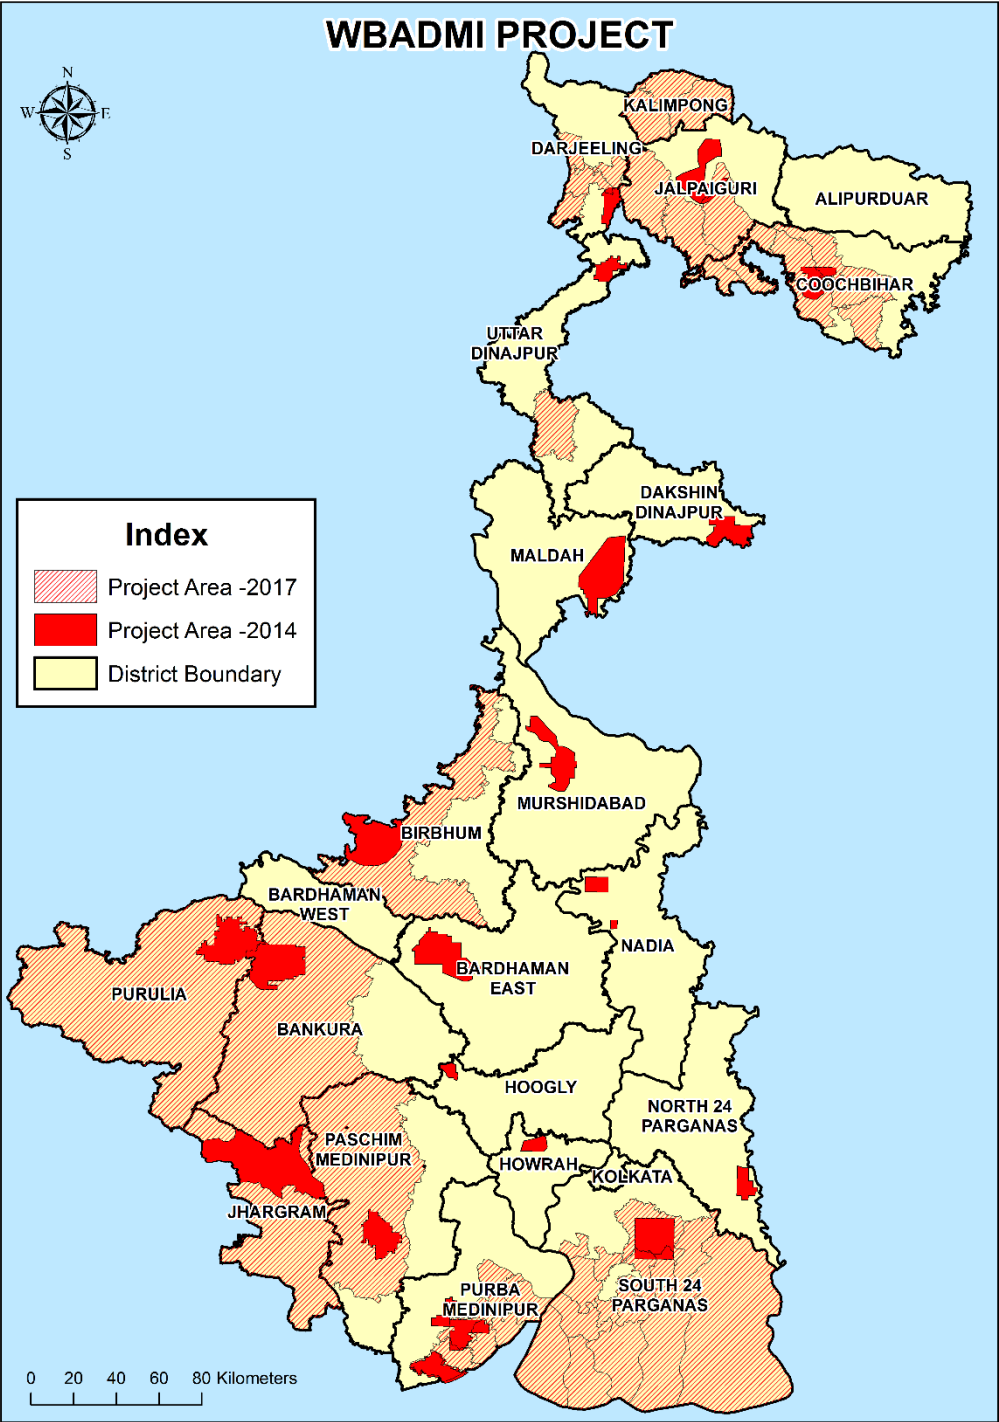 WBADMI PROJECT
N
W
E
S
KALIMPONG
DARJEELING
JALPAIGURI
ALIPURDUAR
COOCHBIHAR
UTTAR
DINAJPUR
DAKSHIN
DINAJPUR
MALDAH
Index
Project Area -2017
Project Area -2014
District Boundary
MURSHIDABAD
BIRBHUM
BARDHAMAN
WEST
NADIA
BARDHAMAN
EAST
PURULIA
BANKURA
HOOGLY
NORTH 24
PARGANAS
PASCHIM
MEDINIPUR
HOWRAH
KOLKATA
JHARGRAM
SOUTH 24
PARGANAS
PURBA
MEDINIPUR
0 20 40 60 80 Kilometers